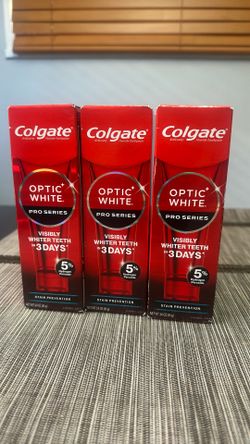 Colgate
OPTIC
WHITE
PRO SERIES
VISIBLY
WHITER TEETH
IN 3 DAYS*
5%
STAIN PREVENTION
Colgate
OPTIC
WHITE
PRO SERIES
VISIBLY
WHITER TEETH
IN 3 DAYS*
5%
STAIN PREVENTION
Colgate
OPTIC
WHITE
PRO SERIES
VISIBLY
WHITER TEETH
IN 3 DAYS*
5%
STAIN PREVENTION